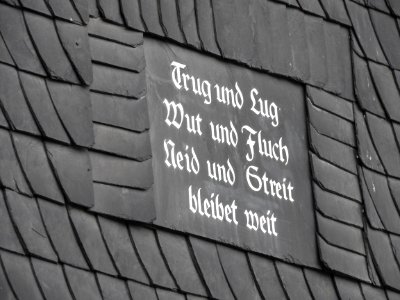 Trug und Lug
Wut und Fluch
Neid und Streit
bleibet weit